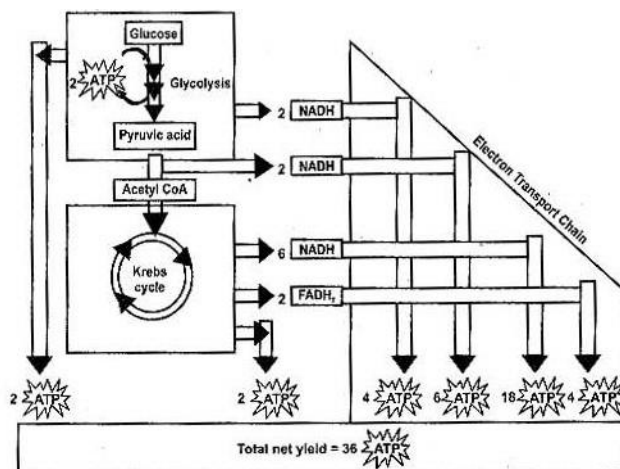 Glucose
2 ATP
Glycolysis
2 NADH
Pyruvic acid
2 NADH
Electron Transport Chain
Acetyl CoA
6 NADH
Krebs
cycle
2 FADH₂
2 ATP
2 ATP
4 ATP
6 ATP
18 ATP
4 ATP
Total net yield = 36 ATP